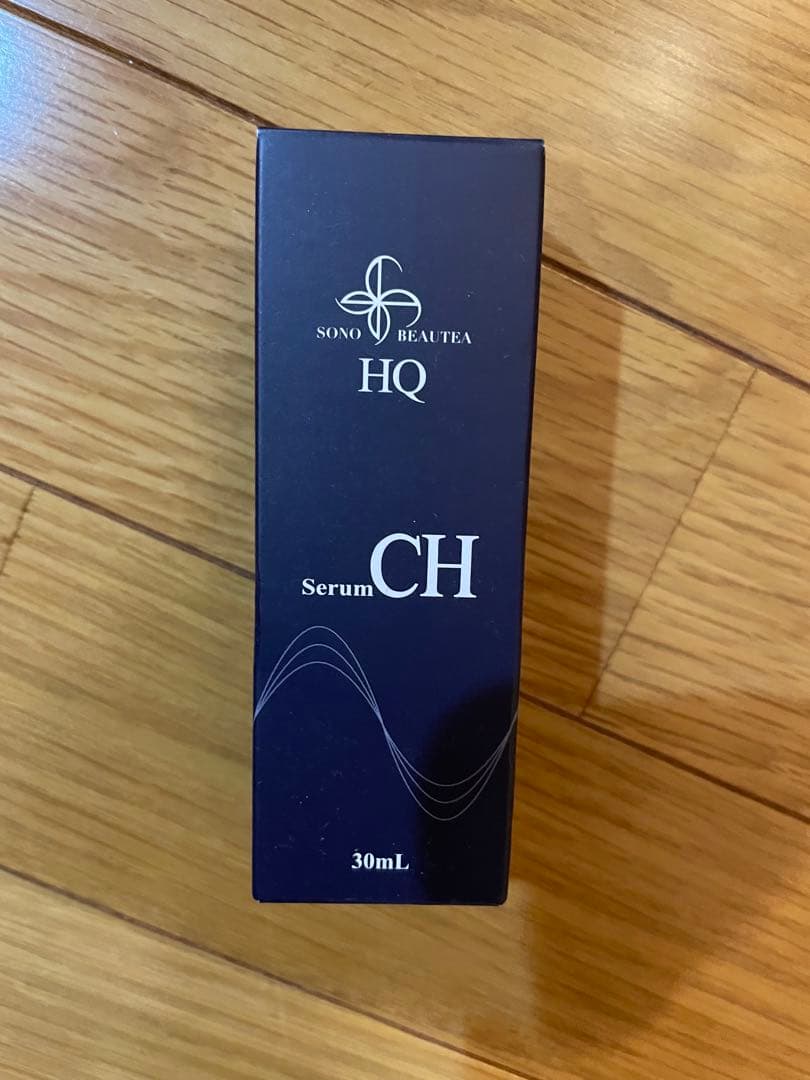 SONO BEAUTEA
HQ
Serum CH
30mL